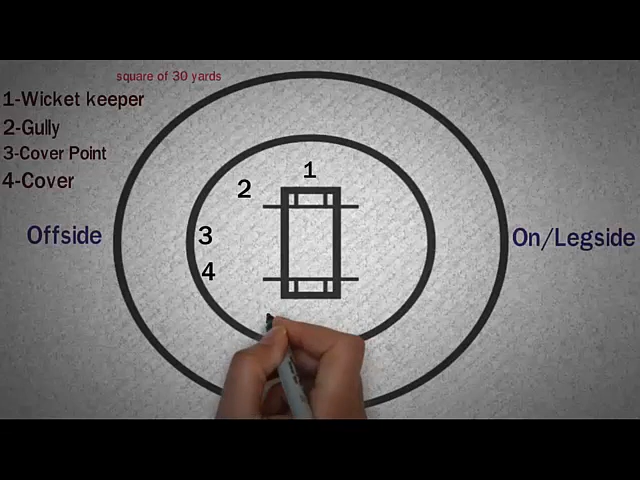 square of 30 yards
1-Wicket keeper
2-Gully
3-Cover Point
4-Cover
1
2
3
4
Offside
On/Legside